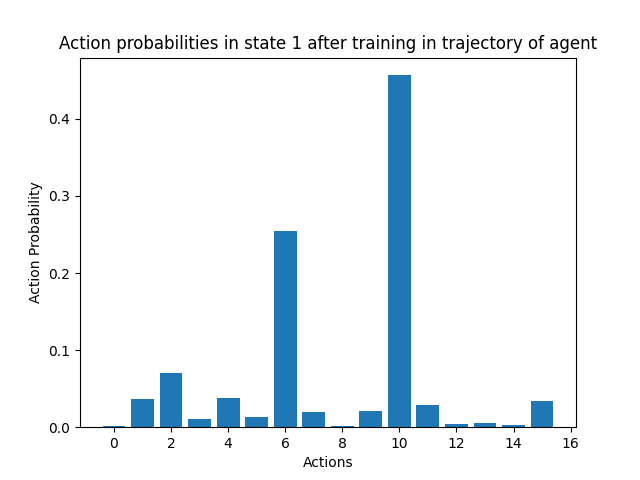 Action probabilities in state 1 after training in trajectory of agent
Action Probability
0.4
0.3
0.2
0.1
0.0
0 2 4 6 8 10 12 14 16
Actions